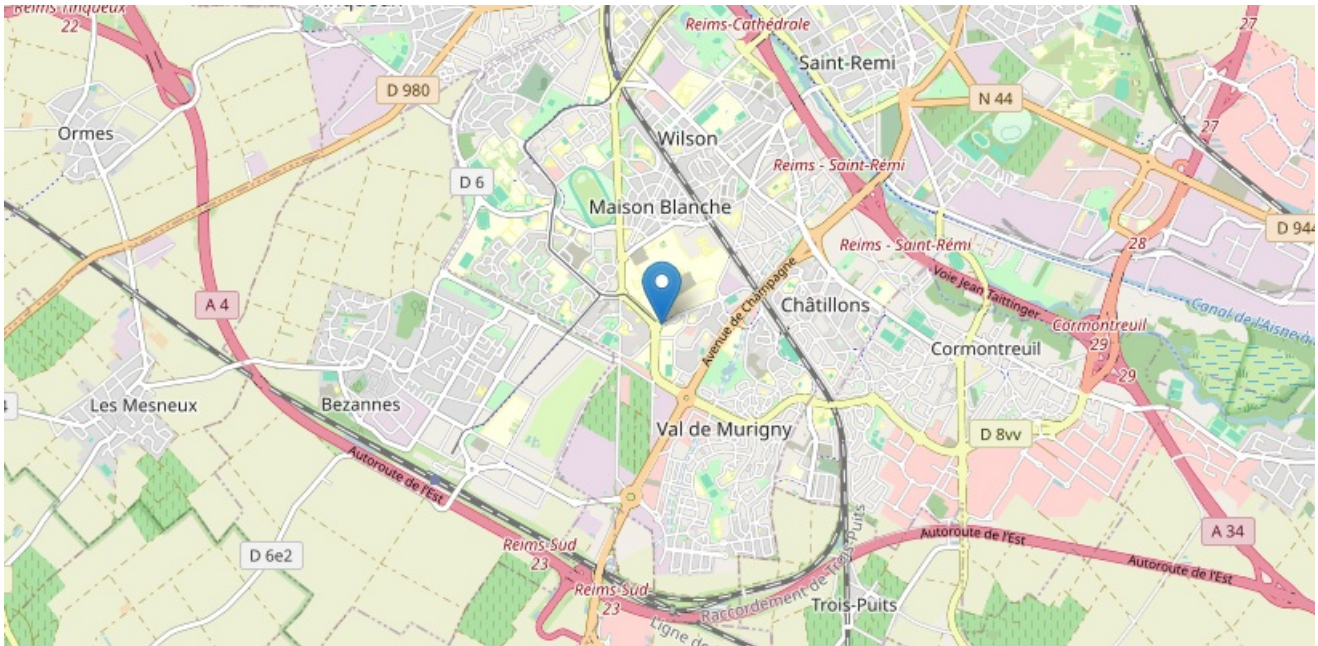 Reims-Tinqueux
22
Reims-Cathédrale
27
Saint-Remi
D 980
N 44
Ormes
Wilson
27
Reims - Saint-Rémi
D 6
Maison Blanche
D 944
28
Reims - Saint-Rémi
Avenue de Champagne
Voie Jean Taittinger
A 4
Châtillons
Canal de l'Aisne à
Cormontreuil
29
Cormontreuil
29
Les Mesneux
Bezannes
Val de Murigny
D 8vv
Autoroute de l'Est
A 34
Reims-Sud
23
Autoroute de l'Est
D 6e2
Autoroute de l'Est
Reims-Sud
23
Raccordement de Trois-Puits
Trois-Puits
Ligne de